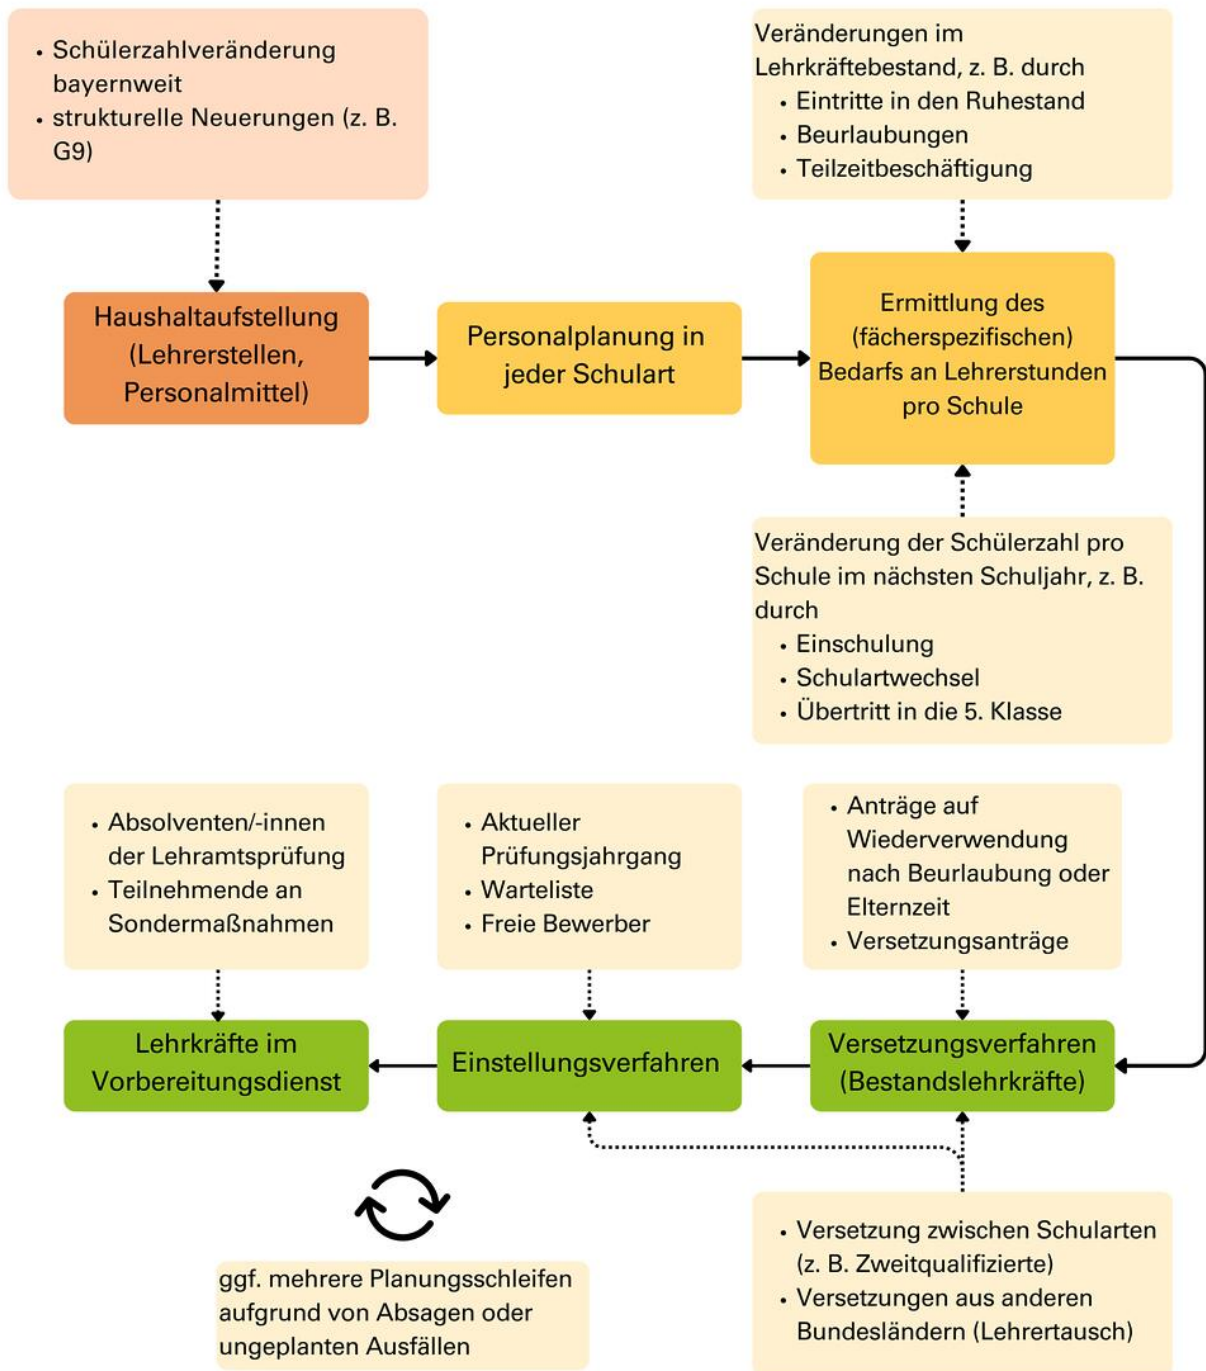 • Schülerzahlveränderung
bayernweit
• strukturelle Neuerungen (z. B.
G9)
Veränderungen im
Lehrkräftebestand, z. B. durch
• Eintritte in den Ruhestand
• Beurlaubungen
• Teilzeitbeschäftigung
Haushaltaufstellung
(Lehrerstellen,
Personalmittel)
Personalplanung in
jeder Schulart
Ermittlung des
(fächerspezifischen)
Bedarfs an Lehrerstunden
pro Schule
Veränderung der Schülerzahl pro
Schule im nächsten Schuljahr, z. B.
durch
• Einschulung
• Schulartwechsel
• Übertritt in die 5. Klasse
• Absolventen/-innen
der Lehramtsprüfung
• Teilnehmende an
Sondermaßnahmen
• Aktueller
Prüfungsjahrgang
• Warteliste
• Freie Bewerber
• Anträge auf
Wiederverwendung
nach Beurlaubung oder
Elternzeit
• Versetzungsanträge
Lehrkräfte im
Vorbereitungsdienst
Einstellungsverfahren
Versetzungsverfahren
(Bestandslehrkräfte)
ggf. mehrere Planungsschleifen
aufgrund von Absagen oder
ungeplanten Ausfällen
• Versetzung zwischen Schularten
(z. B. Zweitqualifizierte)
• Versetzungen aus anderen
Bundesländern (Lehrertausch)